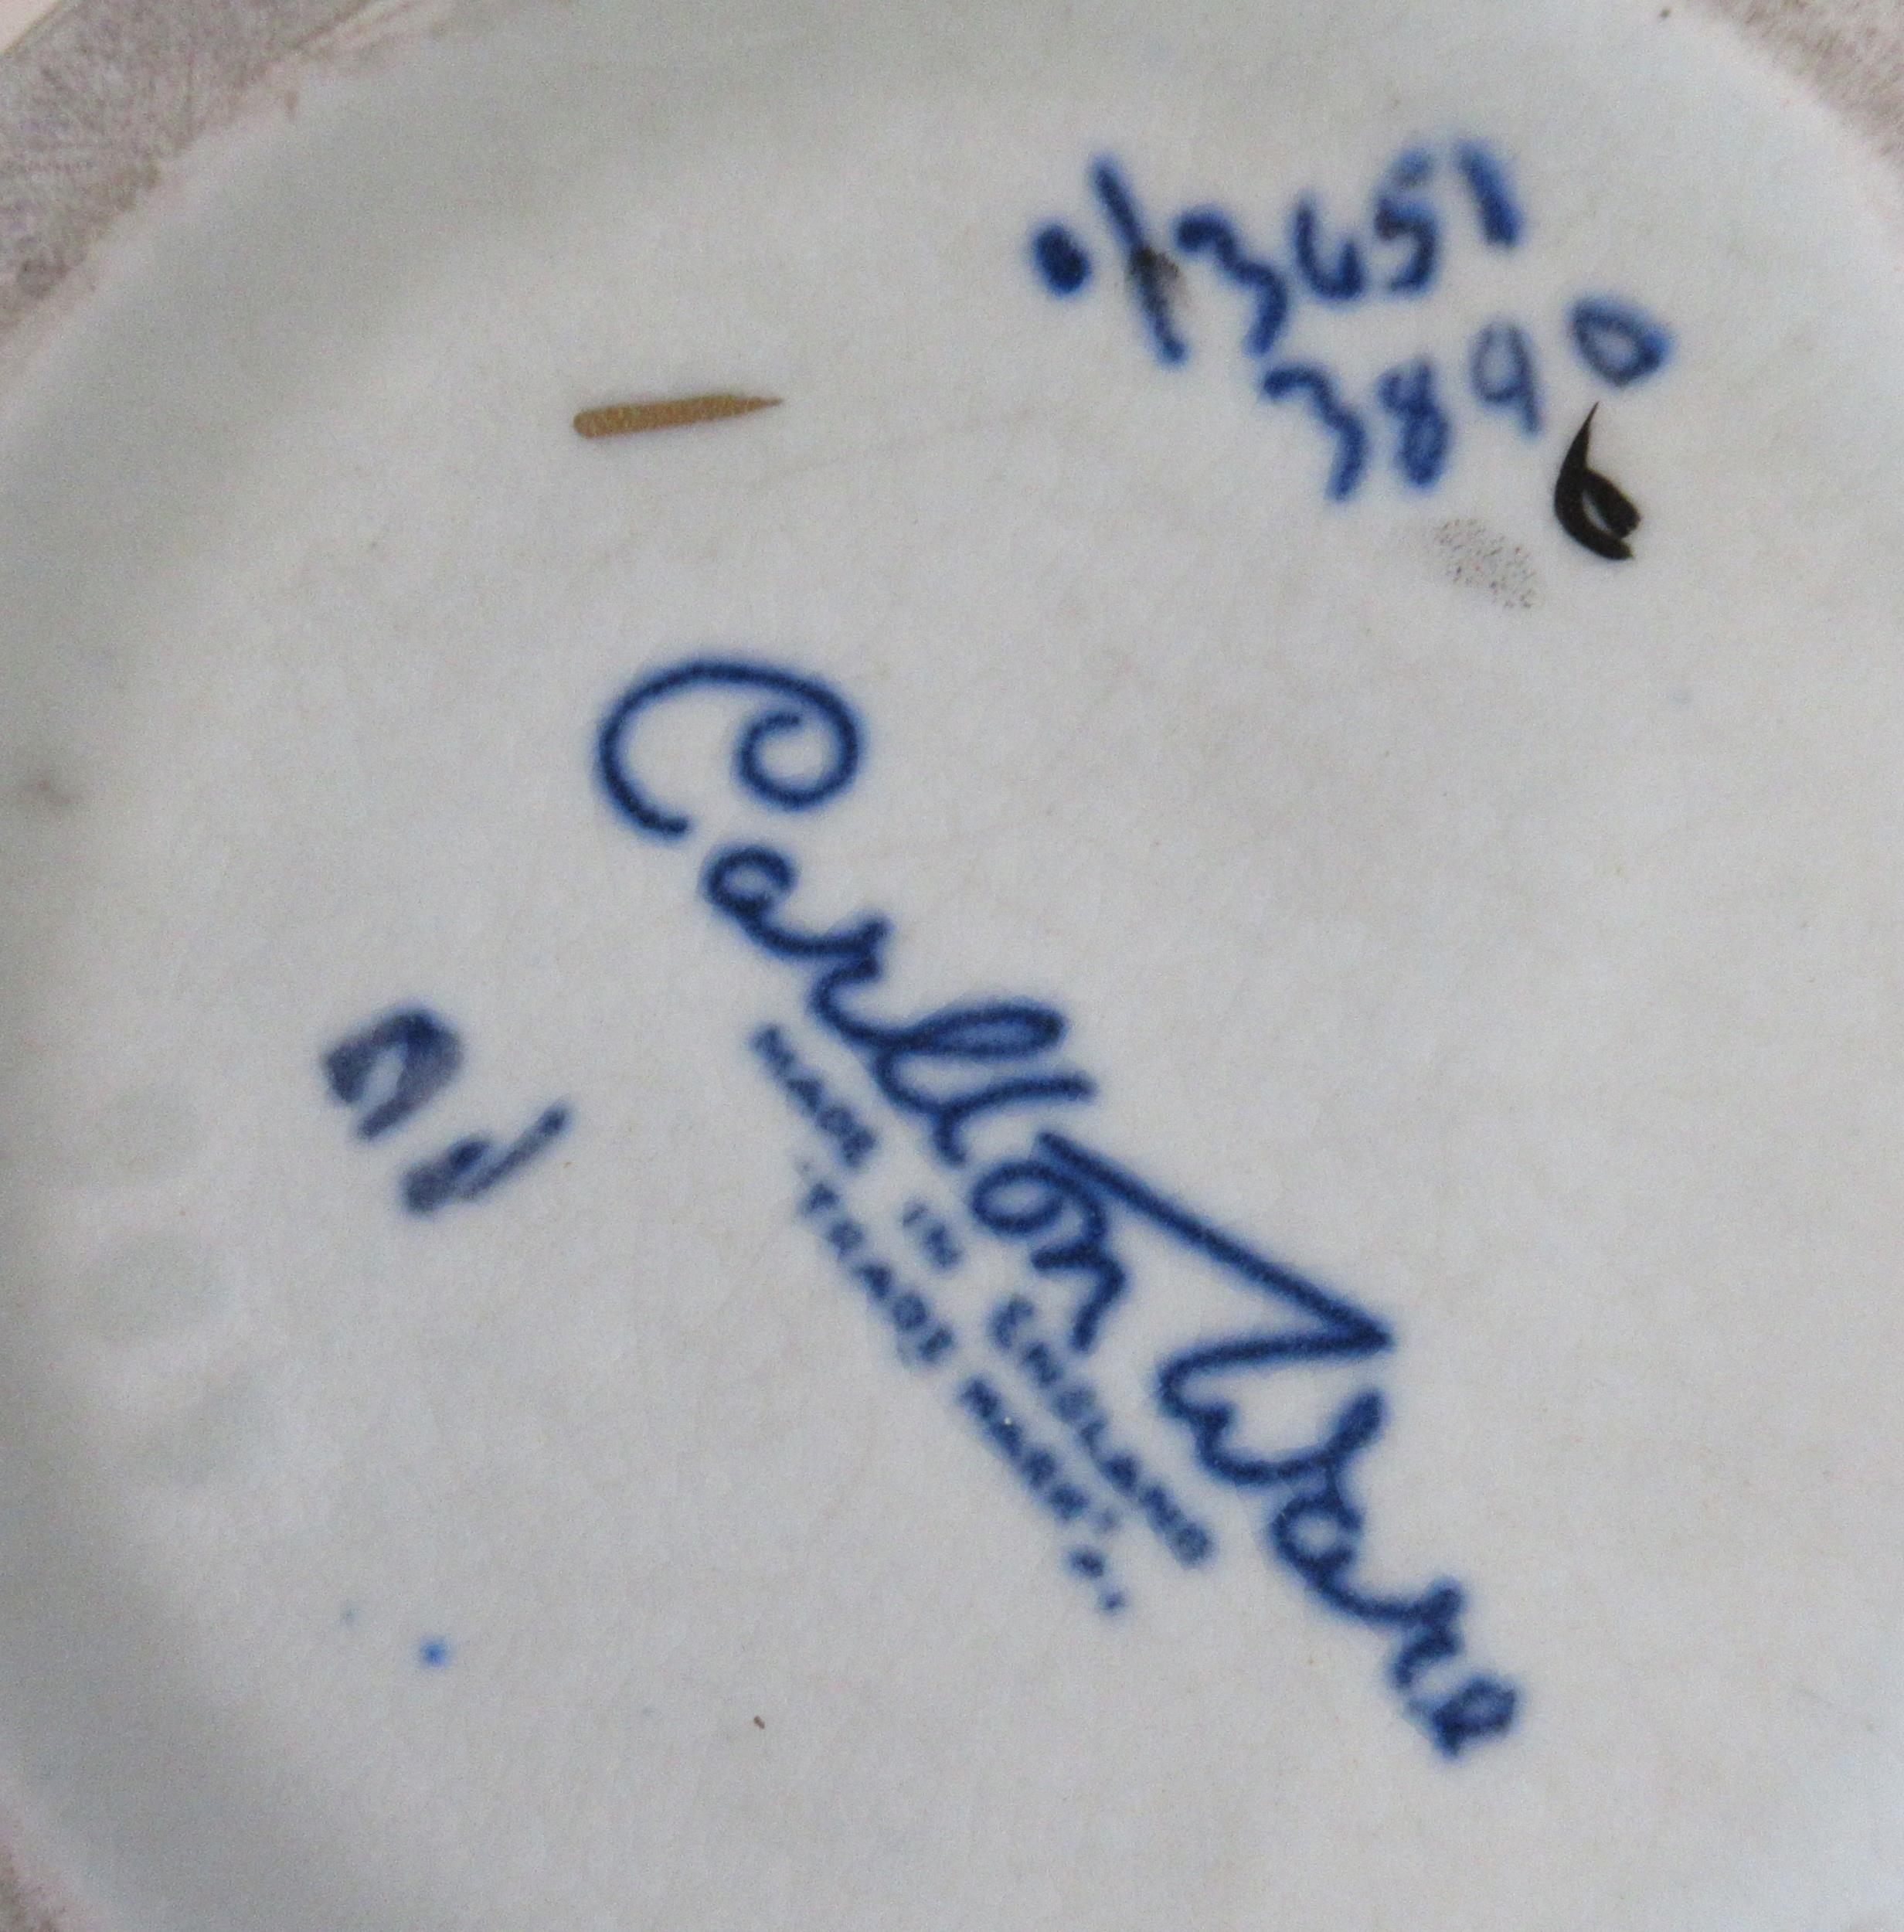 O/3651
3890
Carlton Ware
MADE IN ENGLAND
"TRADE MARK"